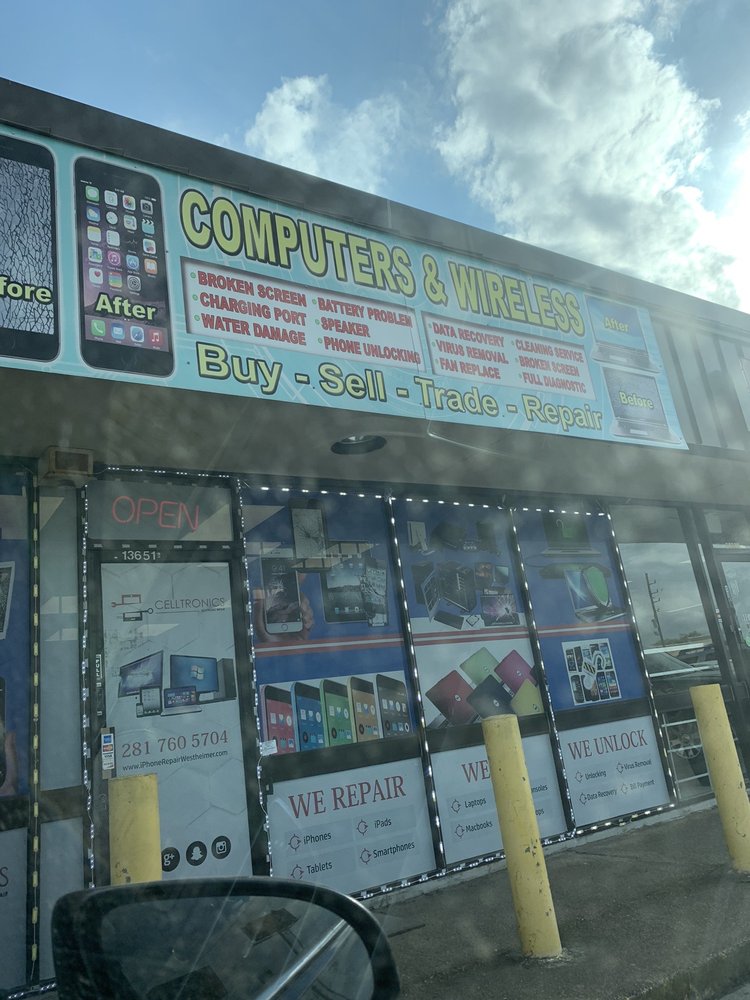 COMPUTERS & WIRELESS
After
• BROKEN SCREEN
• CHARGING PORT
• WATER DAMAGE
• BATTERY PROBLEM
• SPEAKER
• PHONE UNLOCKING
• DATA RECOVERY
• VIRUS REMOVAL
• FAN REPLACE
• CLEANING SERVICE
• BROKEN SCREEN
• FULL DIAGNOSTIC
After
Before
fore
Buy - Sell - Trade - Repair
OPEN
13651
CELLTRONICS
281 760 5704
www.iPhoneRepairWestheimer.com
g+
WE REPAIR
iPhones
iPads
Tablets
Smartphones
WE
Laptops
Macbooks
WE UNLOCK
Unlocking
Virus Removal
Data Recovery
Bill Payment